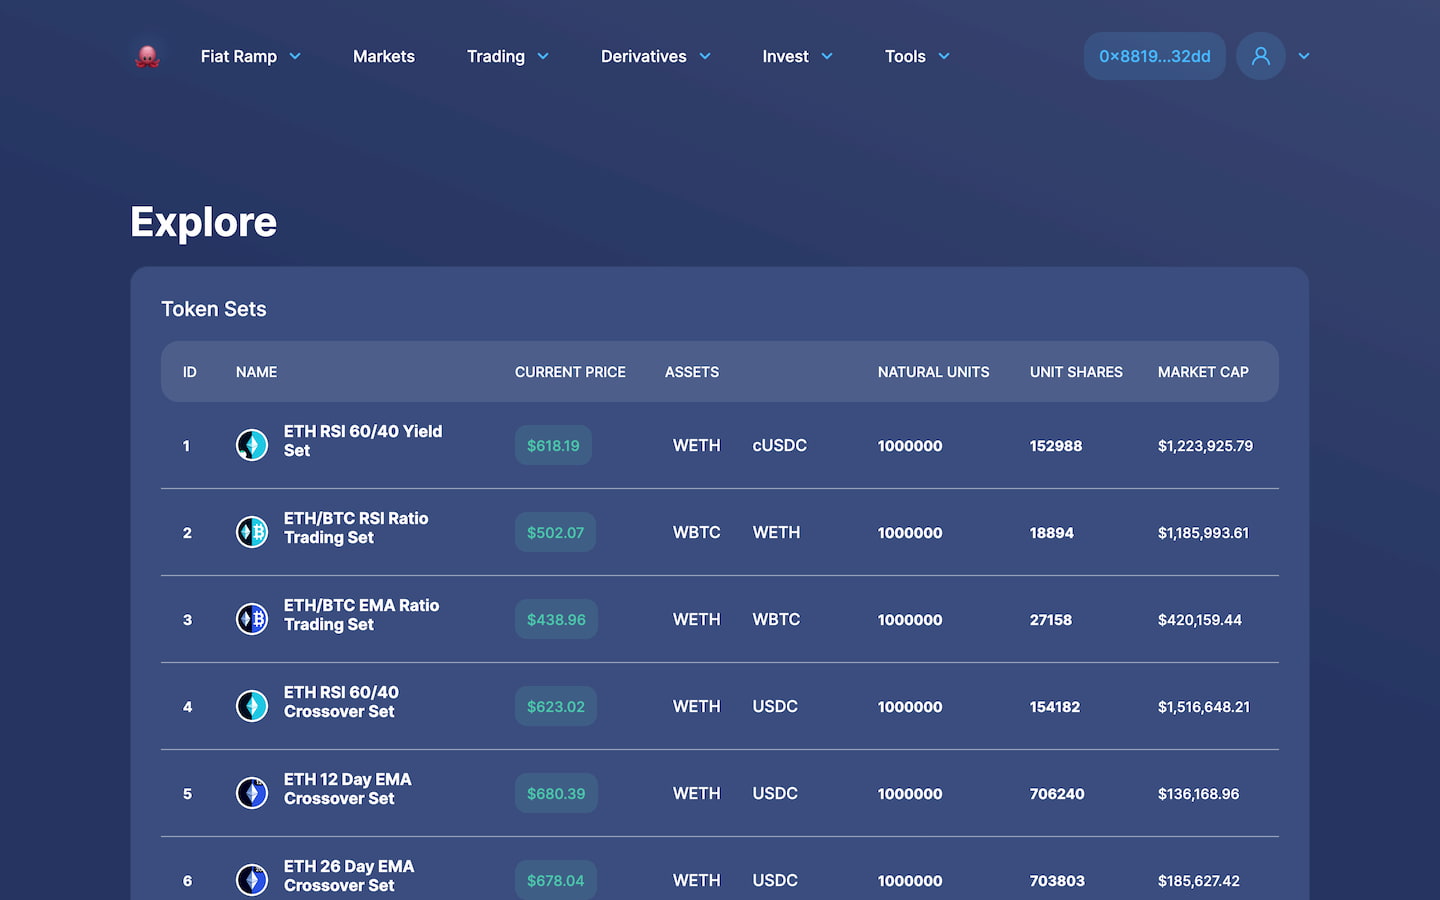 Fiat Ramp Markets Trading Derivatives Invest Tools 0x8819...32dd
Explore
Token Sets
ID NAME CURRENT PRICE ASSETS NATURAL UNITS UNIT SHARES MARKET CAP
1 ETH RSI 60/40 Yield Set $618.19 WETH cUSDC 1000000 152988 $1,223,925.79
2 ETH/BTC RSI Ratio Trading Set $502.07 WBTC WETH 1000000 18894 $1,185,993.61
3 ETH/BTC EMA Ratio Trading Set $438.96 WETH WBTC 1000000 27158 $420,159.44
4 ETH RSI 60/40 Crossover Set $623.02 WETH USDC 1000000 154182 $1,516,648.21
5 ETH 12 Day EMA Crossover Set $680.39 WETH USDC 1000000 706240 $136,168.96
6 ETH 26 Day EMA Crossover Set $678.04 WETH USDC 1000000 703803 $185,627.42